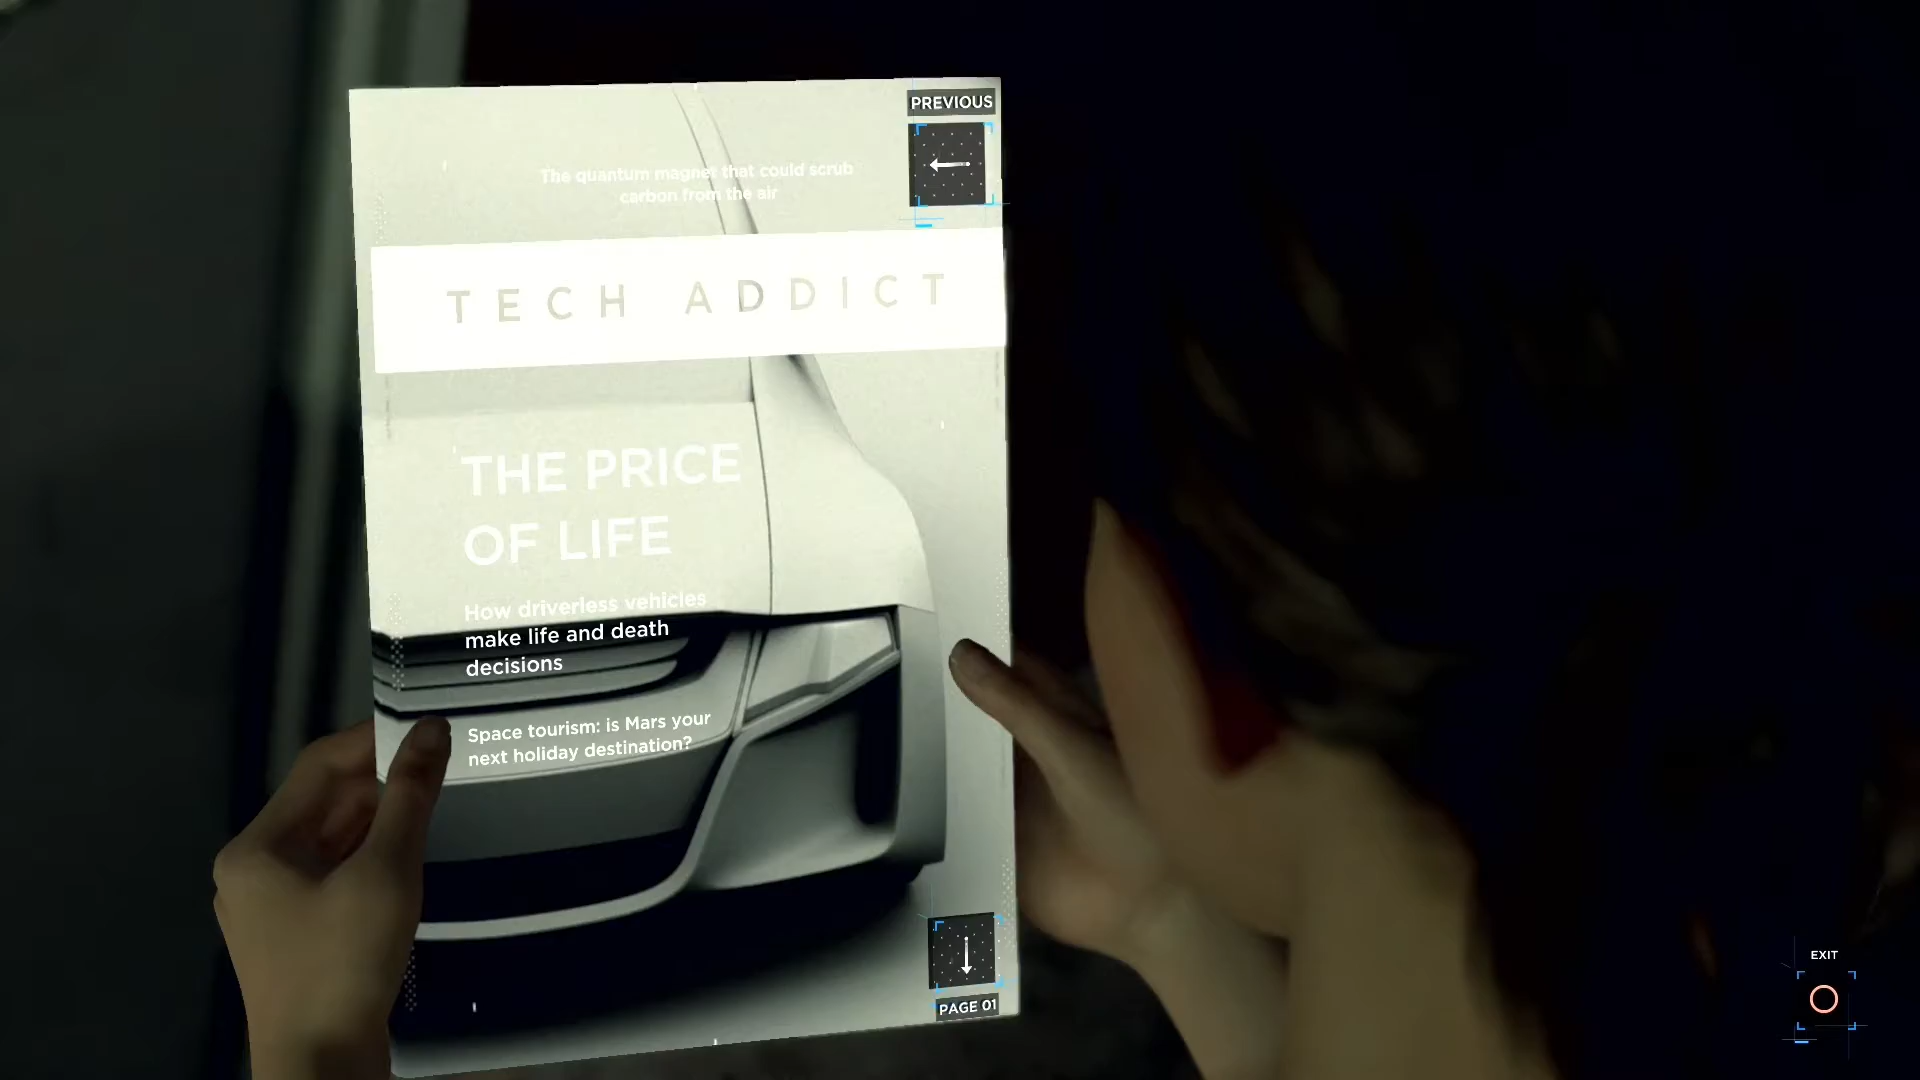 PREVIOUS
The quantum magnet that could scrub
carbon from the air
TECH ADDICT
THE PRICE
OF LIFE
How driverless vehicles
make life and death
decisions
Space tourism: is Mars your
next holiday destination?
PAGE 01
EXIT